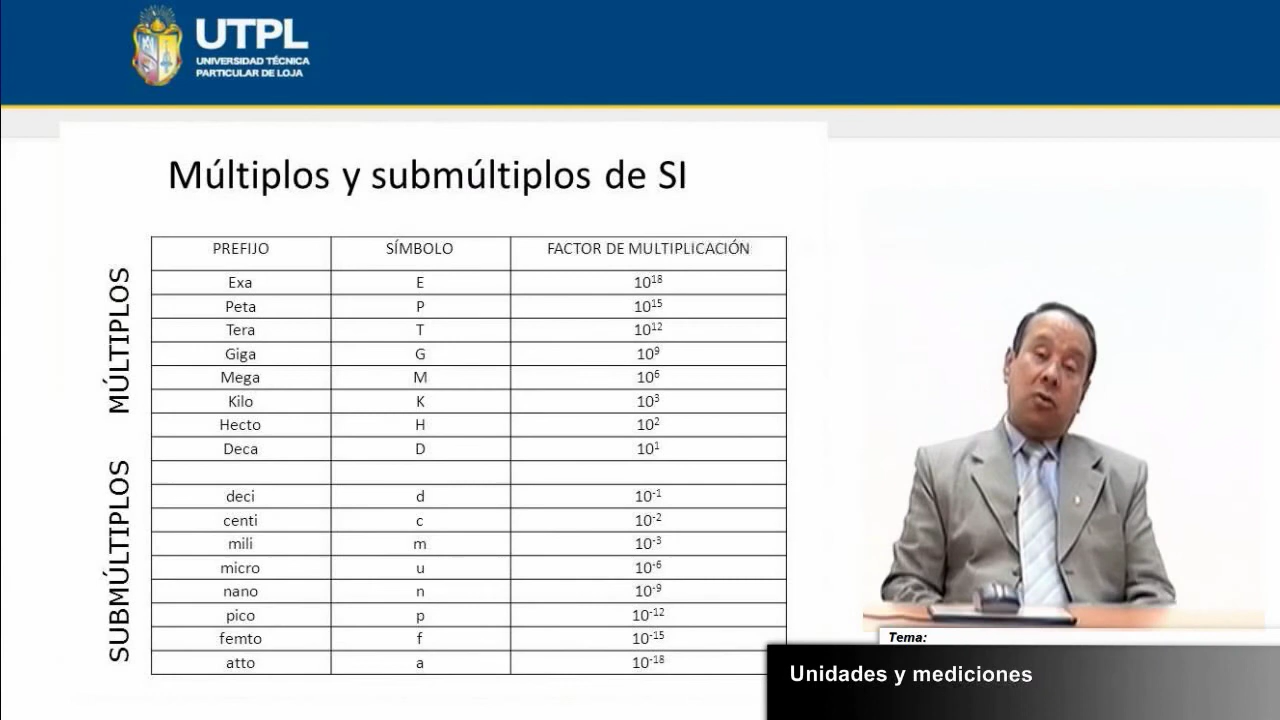 UTPL
UNIVERSIDAD TÉCNICA
PARTICULAR DE LOJA
Múltiplos y submúltiplos de SI
MÚLTIPLOS
SUBMÚLTIPLOS
PREFIJO SÍMBOLO FACTOR DE MULTIPLICACIÓN
Exa E 10¹⁸
Peta P 10¹⁵
Tera T 10¹²
Giga G 10⁹
Mega M 10⁶
Kilo K 10³
Hecto H 10²
Deca D 10¹
deci d 10⁻¹
centi c 10⁻²
mili m 10⁻³
micro u 10⁻⁶
nano n 10⁻⁹
pico p 10⁻¹²
femto f 10⁻¹⁵
atto a 10⁻¹⁸
Tema:
Unidades y mediciones